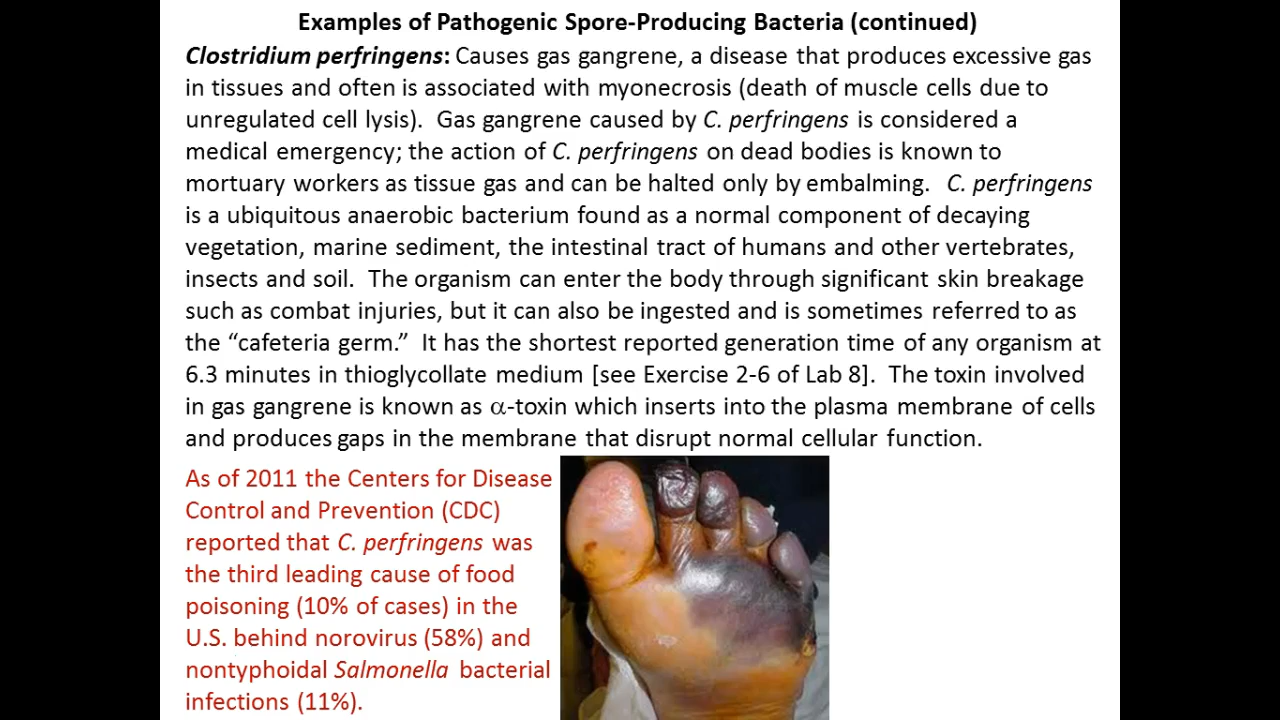 Examples of Pathogenic Spore-Producing Bacteria (continued)
Clostridium perfringens: Causes gas gangrene, a disease that produces excessive gas
in tissues and often is associated with myonecrosis (death of muscle cells due to
unregulated cell lysis).  Gas gangrene caused by C. perfringens is considered a
medical emergency; the action of C. perfringens on dead bodies is known to
mortuary workers as tissue gas and can be halted only by embalming.  C. perfringens
is a ubiquitous anaerobic bacterium found as a normal component of decaying
vegetation, marine sediment, the intestinal tract of humans and other vertebrates,
insects and soil.  The organism can enter the body through significant skin breakage
such as combat injuries, but it can also be ingested and is sometimes referred to as
the “cafeteria germ.”  It has the shortest reported generation time of any organism at
6.3 minutes in thioglycollate medium [see Exercise 2-6 of Lab 8].  The toxin involved
in gas gangrene is known as α-toxin which inserts into the plasma membrane of cells
and produces gaps in the membrane that disrupt normal cellular function.
As of 2011 the Centers for Disease
Control and Prevention (CDC)
reported that C. perfringens was
the third leading cause of food
poisoning (10% of cases) in the
U.S. behind norovirus (58%) and
nontyphoidal Salmonella bacterial
infections (11%).